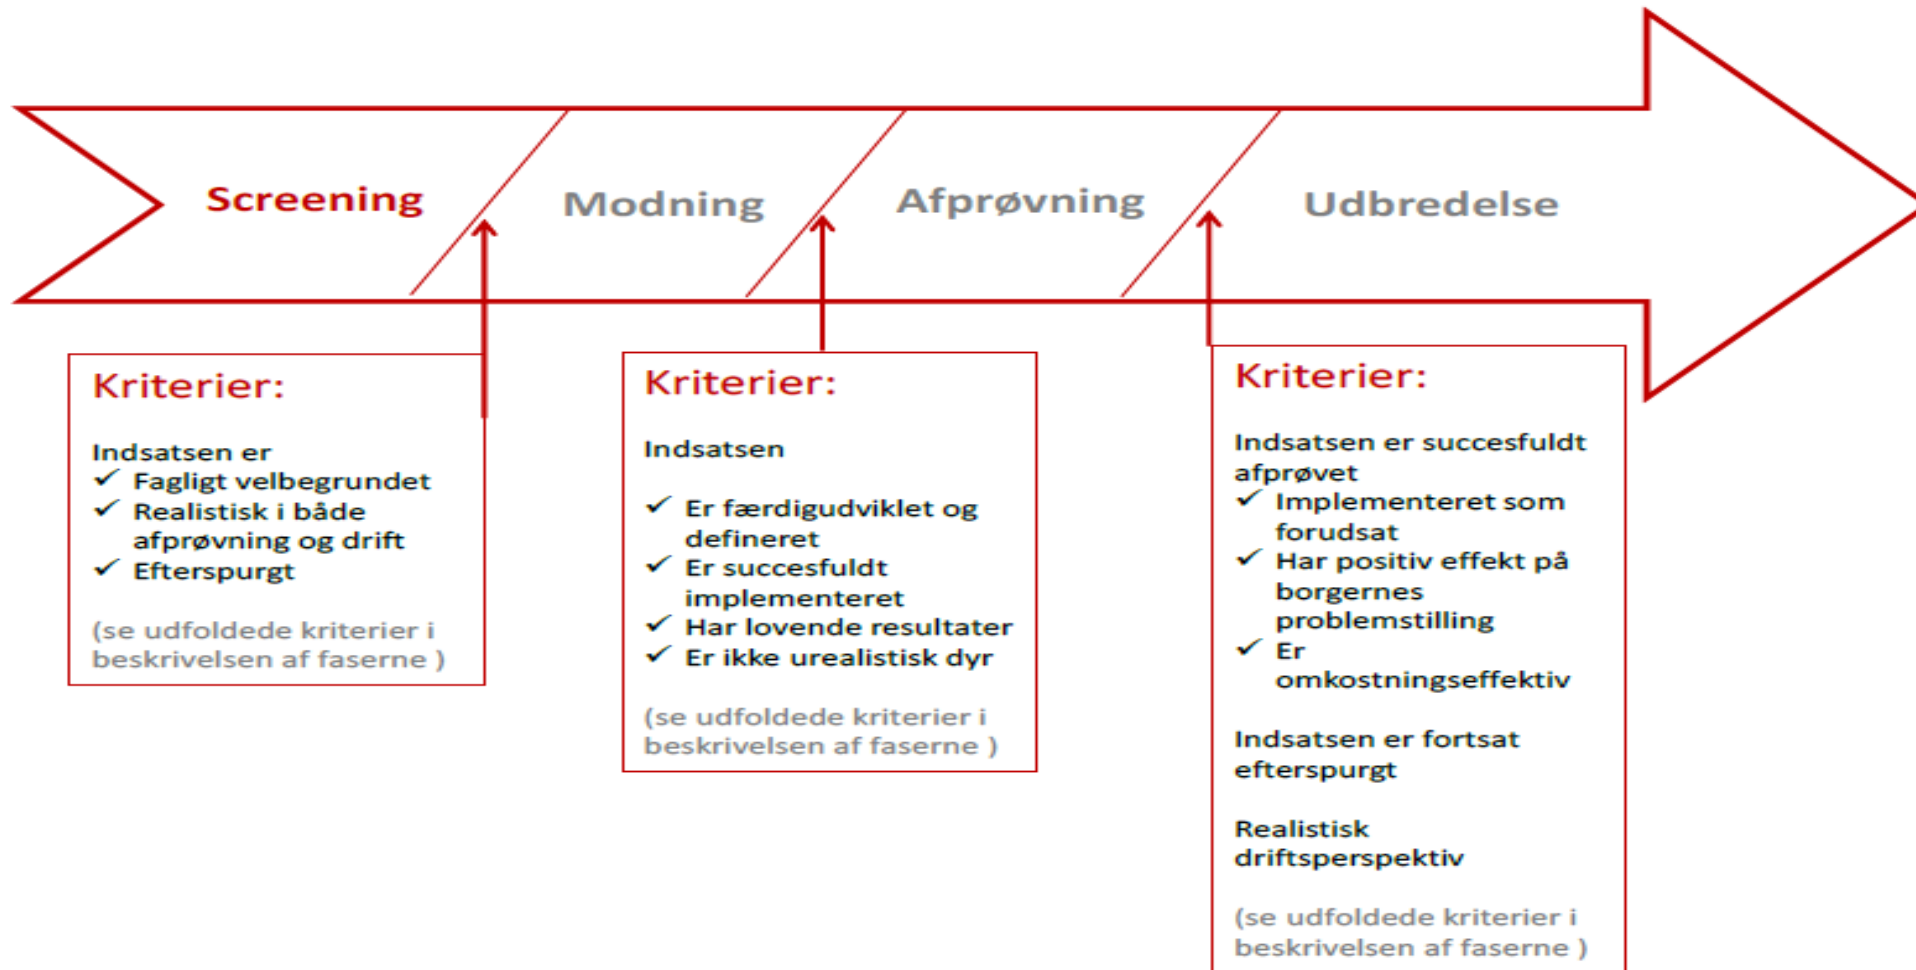 Screening
Modning
Afprøvning
Udbredelse
Kriterier:
Indsatsen er
✓ Fagligt velbegrundet
✓ Realistisk i både
afprøvning og drift
✓ Efterspurgt
(se udfoldede kriterier i
beskrivelsen af faserne )
Kriterier:
Indsatsen
✓ Er færdigudviklet og
defineret
✓ Er succesfuldt
implementeret
✓ Har lovende resultater
✓ Er ikke urealistisk dyr
(se udfoldede kriterier i
beskrivelsen af faserne )
Kriterier:
Indsatsen er succesfuldt
afprøvet
✓ Implementeret som
forudsat
✓ Har positiv effekt på
borgernes
problemstilling
✓ Er
omkostningseffektiv
Indsatsen er fortsat
efterspurgt
Realistisk
driftsperspektiv
(se udfoldede kriterier i
beskrivelsen af faserne )